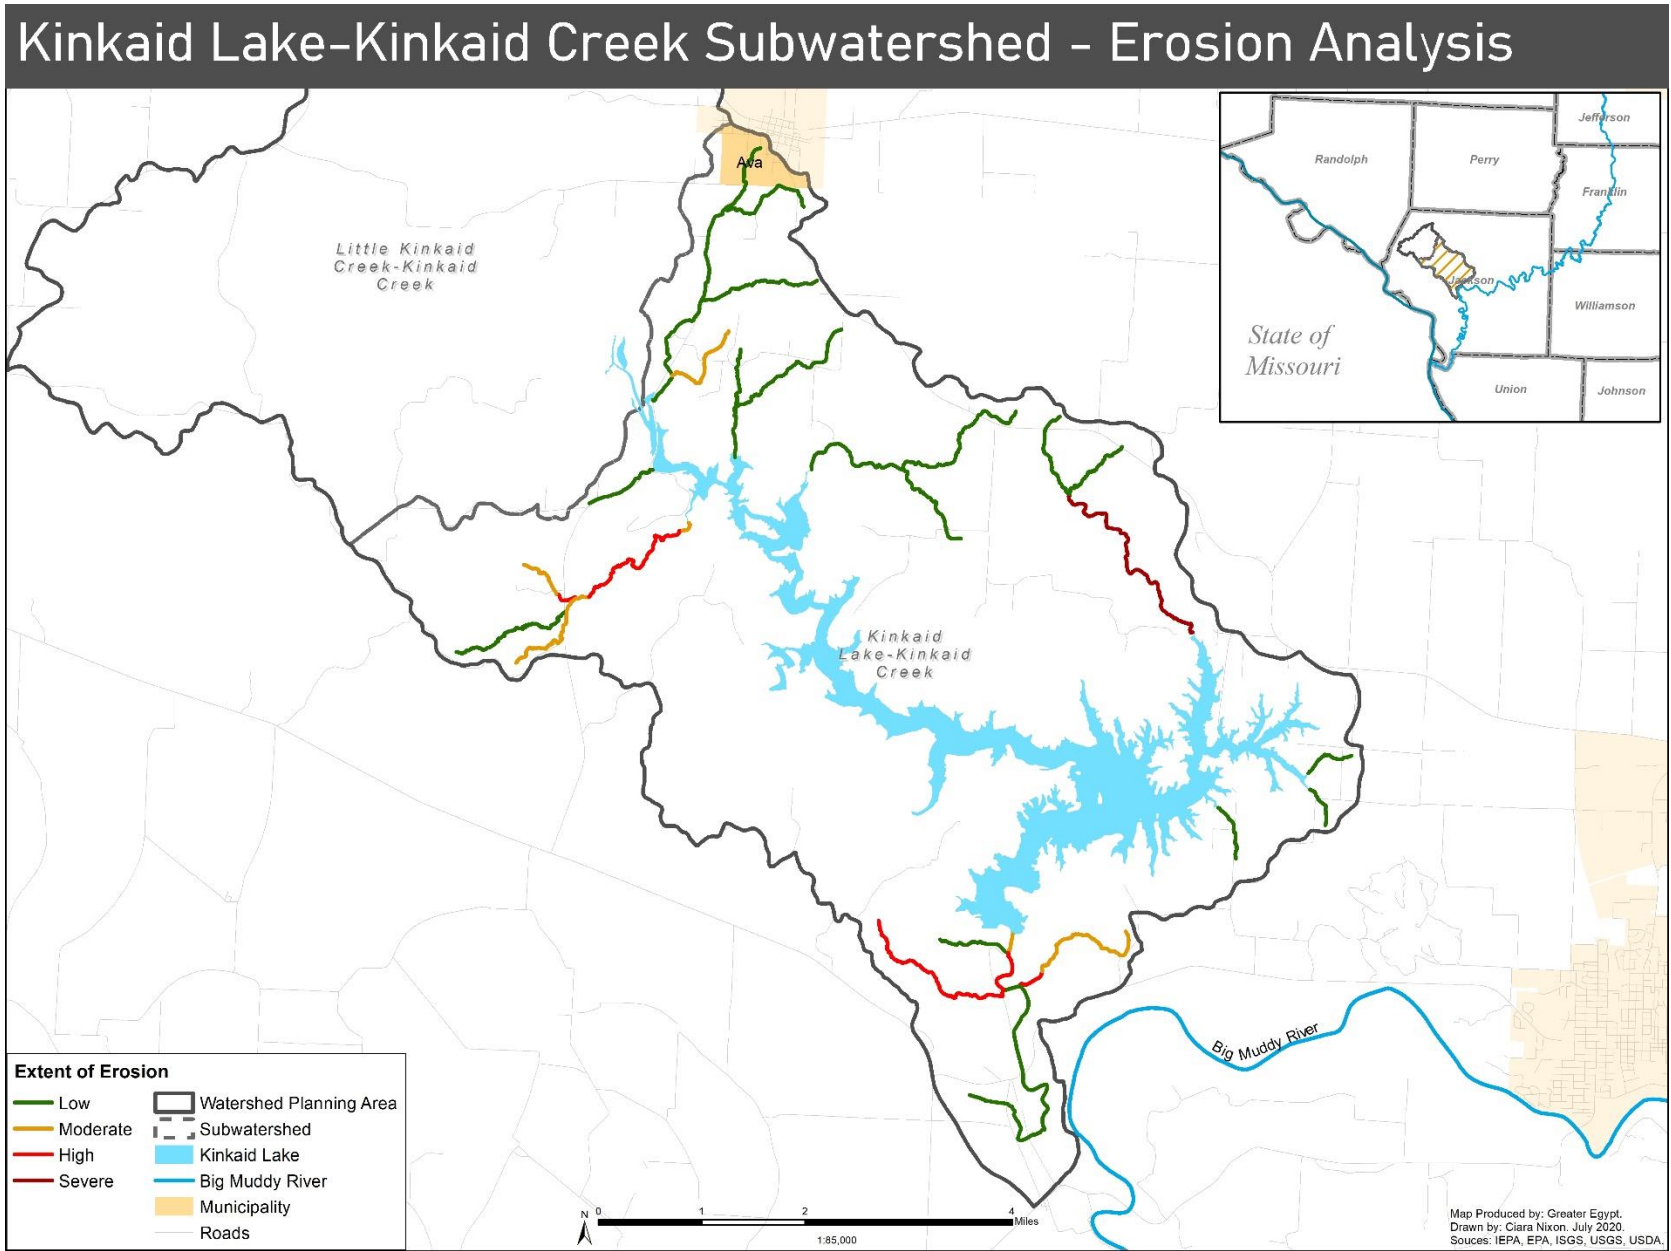 Kinkaid Lake-Kinkaid Creek Subwatershed - Erosion Analysis
Jefferson
Randolph
Perry
Franklin
Jackson
Williamson
State of
Missouri
Union
Johnson
Ava
Little Kinkaid
Creek-Kinkaid
Creek
Kinkaid
Lake-Kinkaid
Creek
Big Muddy River
Extent of Erosion
Low
Moderate
High
Severe
Watershed Planning Area
Subwatershed
Kinkaid Lake
Big Muddy River
Municipality
Roads
N
0 1 2 4
Miles
1:85,000
Map Produced by: Greater Egypt.
Drawn by: Ciara Nixon. July 2020.
Souces: IEPA, EPA, ISGS, USGS, USDA.